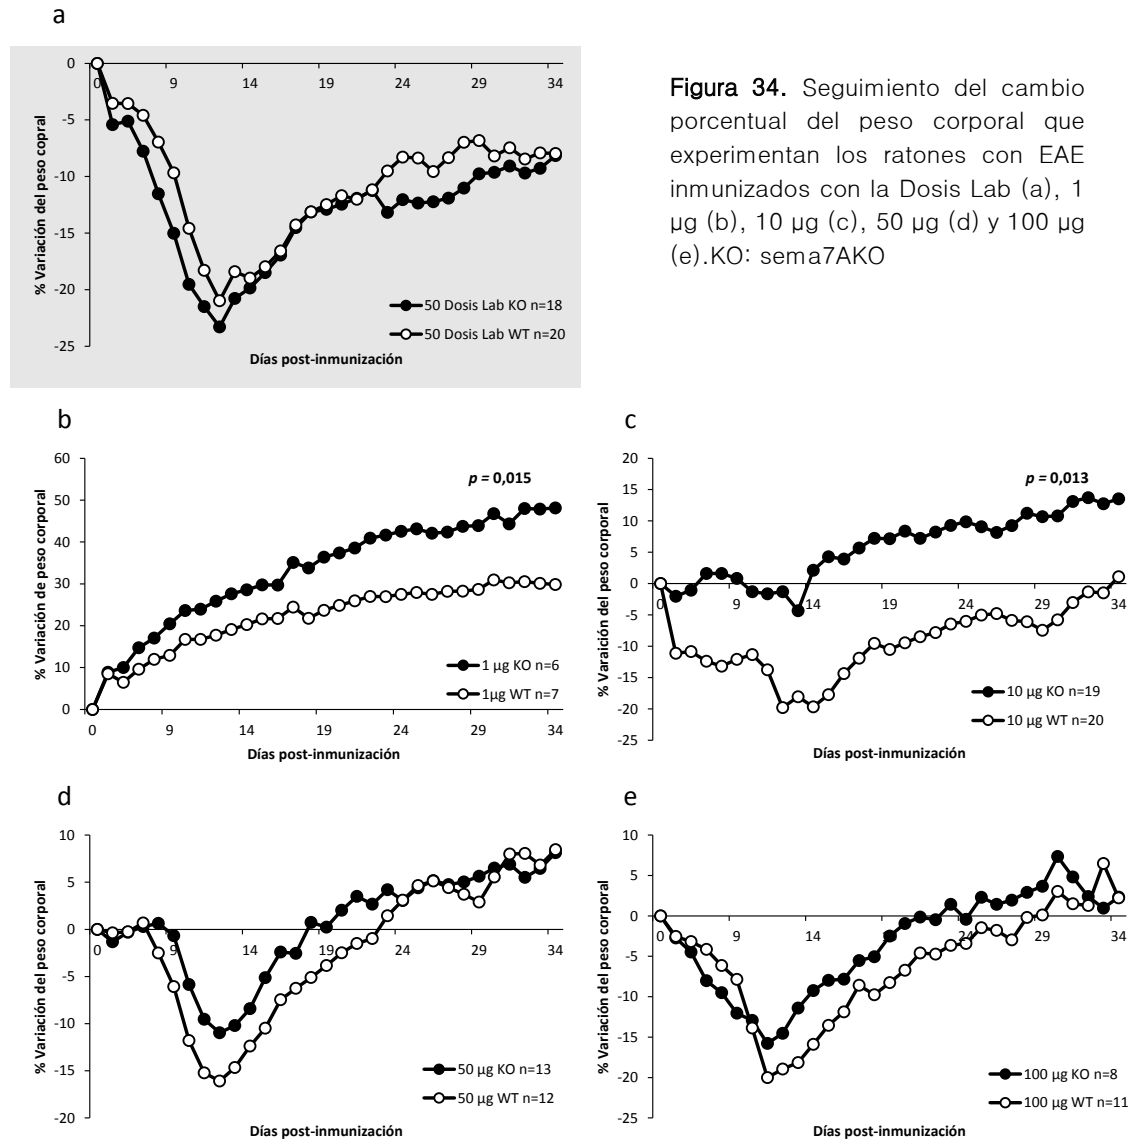 a
0
-5
-10
-15
-20
-25
0 9 14 19 24 29 34
% Variación del peso copral
Días post-inmunización
50 Dosis Lab KO n=18
50 Dosis Lab WT n=20
Figura 34. Seguimiento del cambio
porcentual del peso corporal que
experimentan los ratones con EAE
inmunizados con la Dosis Lab (a), 1
µg (b), 10 µg (c), 50 µg (d) y 100 µg
(e).KO: sema7AKO
b
60
50
40
30
20
10
0
0 9 14 19 24 29 34
% Variación de peso corporal
Días post-inmunización
p = 0,015
1 µg KO n=6
1µg WT n=7
c
20
15
10
5
0
-5
-10
-15
-20
-25
0 9 14 19 24 29 34
% Varaición del peso corporal
Días post-inmunización
p = 0,013
10 µg KO n=19
10 µg WT n=20
d
10
5
0
-5
-10
-15
-20
0 9 14 19 24 29 34
% Variación del peso corporal
Días post-inmunización
50 µg KO n=13
50 µg WT n=12
e
10
5
0
-5
-10
-15
-20
-25
0 9 14 19 24 29 34
% Variación del peso corporal
Días post-inmunización
100 µg KO n=8
100 µg WT n=11